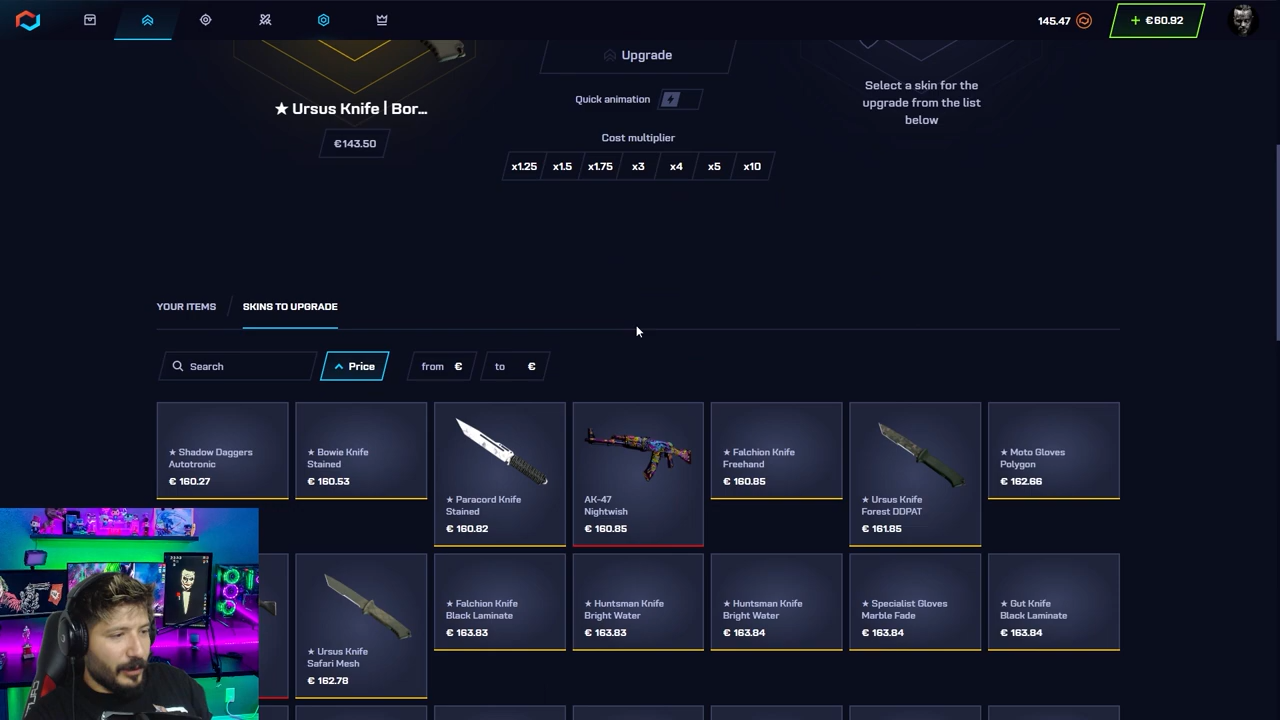 145.47
+ €60.92
Upgrade
Quick animation
Cost multiplier
x1.25 x1.5 x1.75 x3 x4 x5 x10
★ Ursus Knife | Bor...
€143.50
Select a skin for the
upgrade from the list
below
YOUR ITEMS
SKINS TO UPGRADE
Search
Price
from €
to €
★ Shadow Daggers
Autotronic
€ 160.27
★ Bowie Knife
Stained
€ 160.53
★ Paracord Knife
Stained
€ 160.82
AK-47
Nightwish
€ 160.85
★ Falchion Knife
Freehand
€ 160.85
★ Ursus Knife
Forest DDPAT
€ 161.85
★ Moto Gloves
Polygon
€ 162.66
★ Ursus Knife
Safari Mesh
€ 162.78
★ Falchion Knife
Black Laminate
€ 163.83
★ Huntsman Knife
Bright Water
€ 163.83
★ Huntsman Knife
Bright Water
€ 163.84
★ Specialist Gloves
Marble Fade
€ 163.84
★ Gut Knife
Black Laminate
€ 163.84